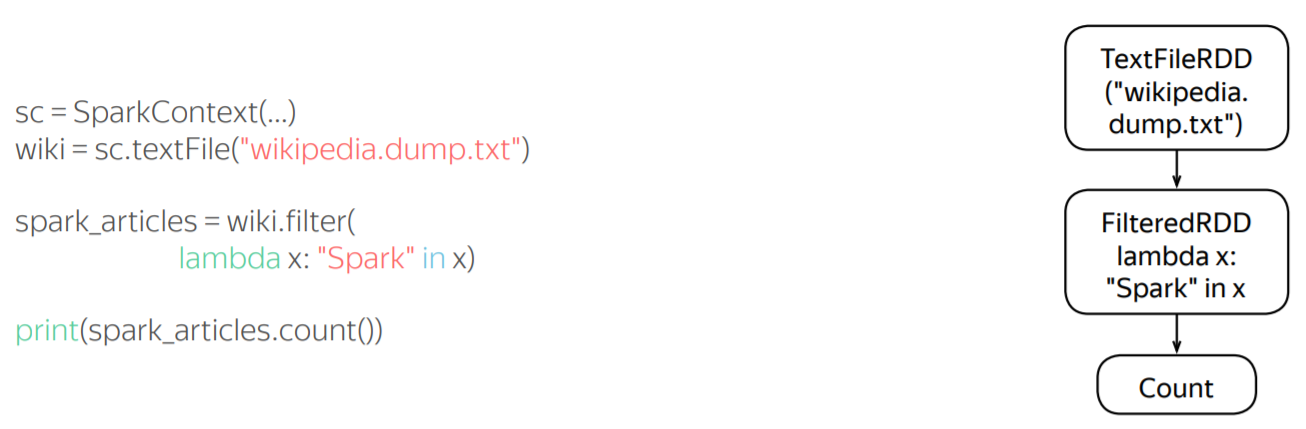 sc = SparkContext(...)
wiki = sc.textFile("wikipedia.dump.txt")
spark_articles = wiki.filter(
lambda x: "Spark" in x)
print(spark_articles.count())
TextFileRDD
("wikipedia.
dump.txt")
FilteredRDD
lambda x:
"Spark" in x
Count